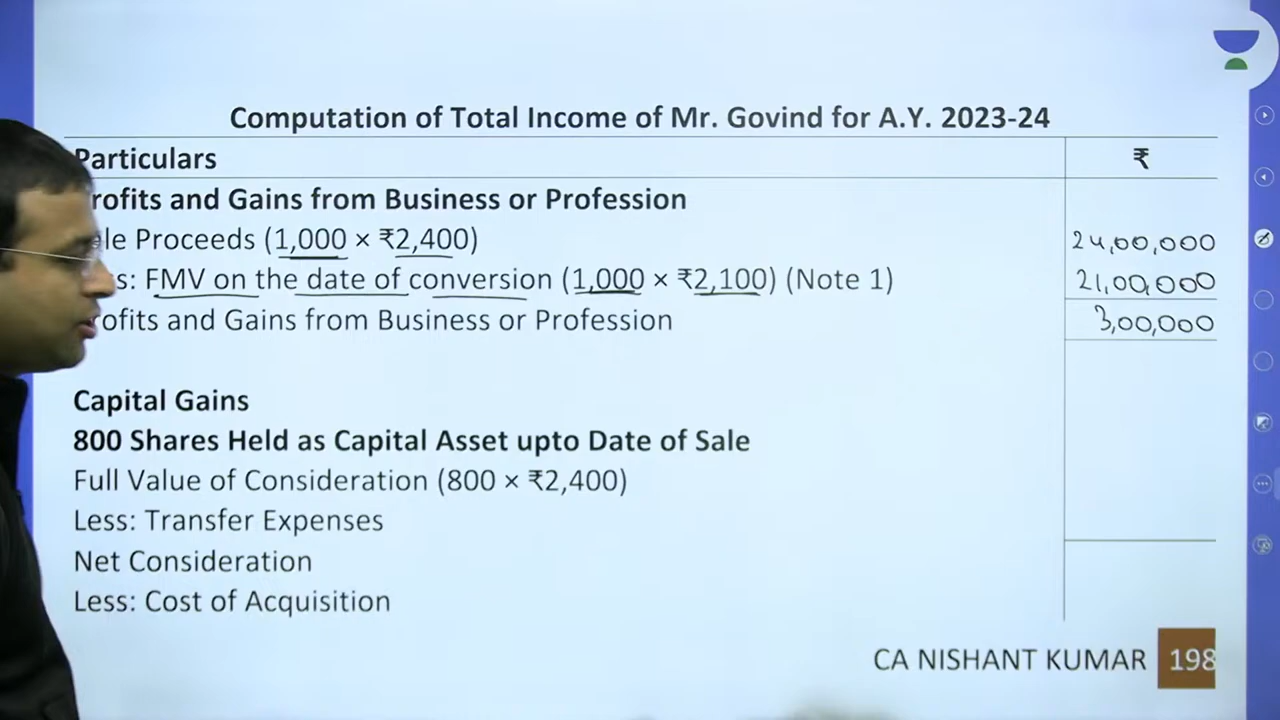 Computation of Total Income of Mr. Govind for A.Y. 2023-24
Particulars ₹
rofits and Gains from Business or Profession
le Proceeds (1,000 × ₹2,400) 24,00,000
s: FMV on the date of conversion (1,000 × ₹2,100) (Note 1) 21,00,000
rofits and Gains from Business or Profession 3,00,000
Capital Gains
800 Shares Held as Capital Asset upto Date of Sale
Full Value of Consideration (800 × ₹2,400)
Less: Transfer Expenses
Net Consideration
Less: Cost of Acquisition
CA NISHANT KUMAR 198